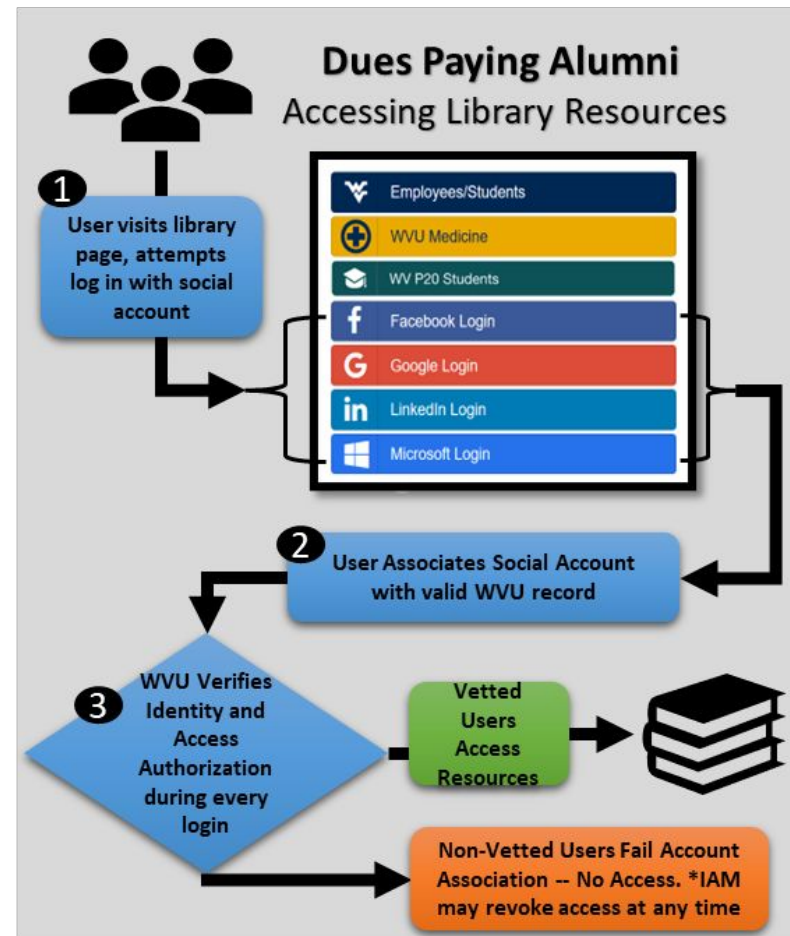 Dues Paying Alumni
Accessing Library Resources
1
User visits library
page, attempts
log in with social
account
Employees/Students
WVU Medicine
WV P20 Students
f Facebook Login
G Google Login
in LinkedIn Login
Microsoft Login
2
User Associates Social Account
with valid WVU record
3
WVU Verifies
Identity and
Access
Authorization
during every
login
Vetted
Users
Access
Resources
Non-Vetted Users Fail Account
Association -- No Access. *IAM
may revoke access at any time